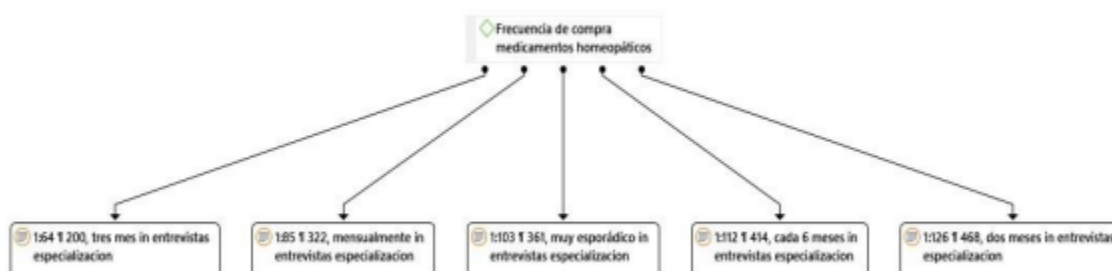 Frecuencia de compra
medicamentos homeopáticos
1:64 ¶ 200, tres mes in entrevistas
especializacion
1:85 ¶ 322, mensualmente in
entrevistas especializacion
1:103 ¶ 361, muy esporádico in
entrevistas especializacion
1:112 ¶ 414, cada 6 meses in
entrevistas especializacion
1:126 ¶ 468, dos meses in entrevistas
especializacion